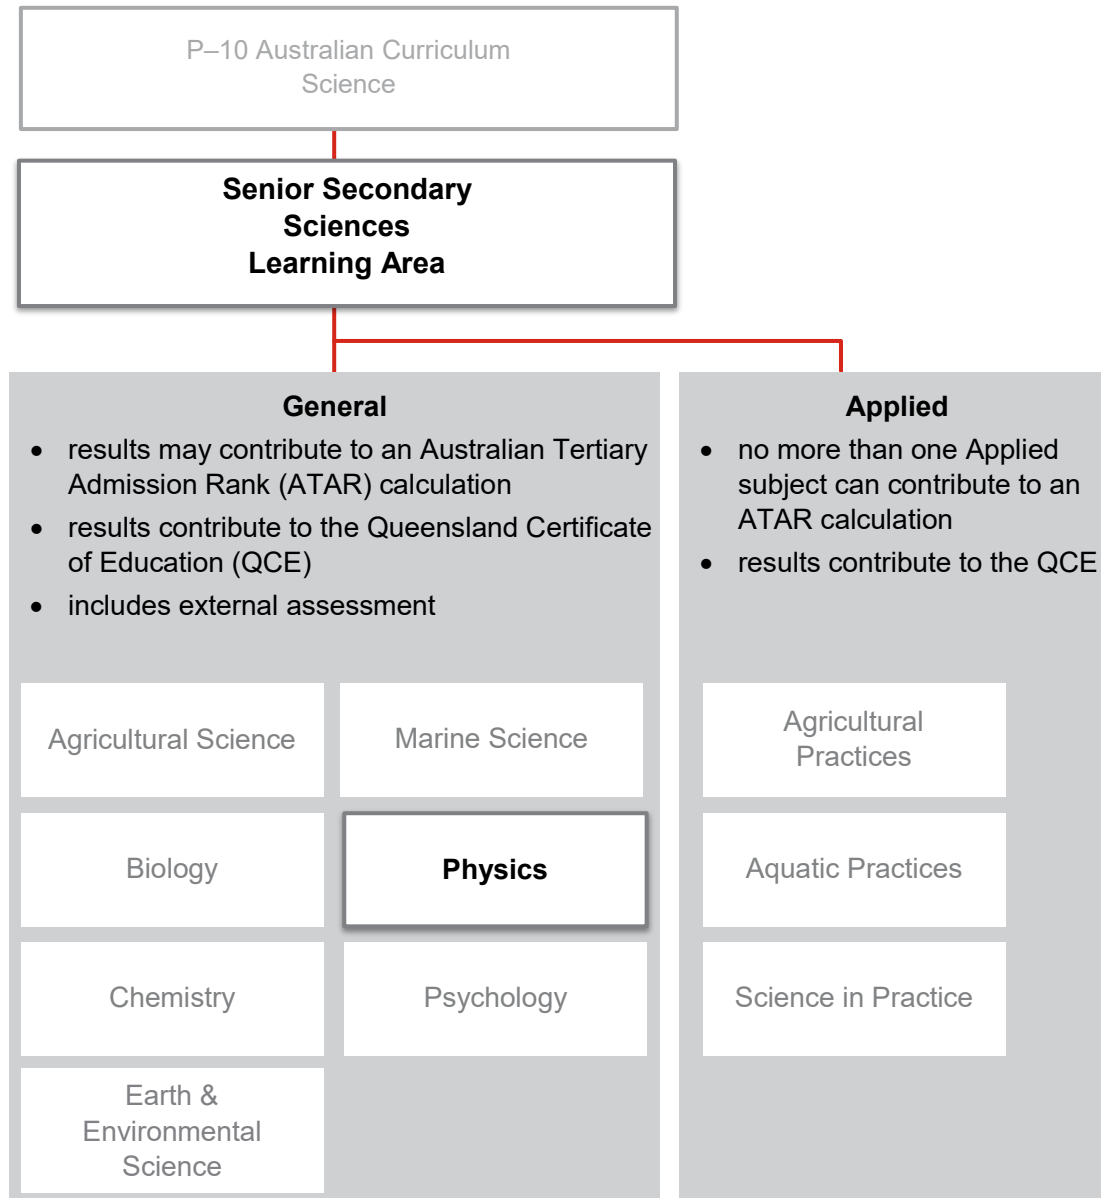 P–10 Australian Curriculum
Science
Senior Secondary
Sciences
Learning Area
General
• results may contribute to an Australian Tertiary
Admission Rank (ATAR) calculation
• results contribute to the Queensland Certificate
of Education (QCE)
• includes external assessment
Agricultural Science
Marine Science
Biology
Physics
Chemistry
Psychology
Earth &
Environmental
Science
Applied
• no more than one Applied
subject can contribute to an
ATAR calculation
• results contribute to the QCE
Agricultural
Practices
Aquatic Practices
Science in Practice